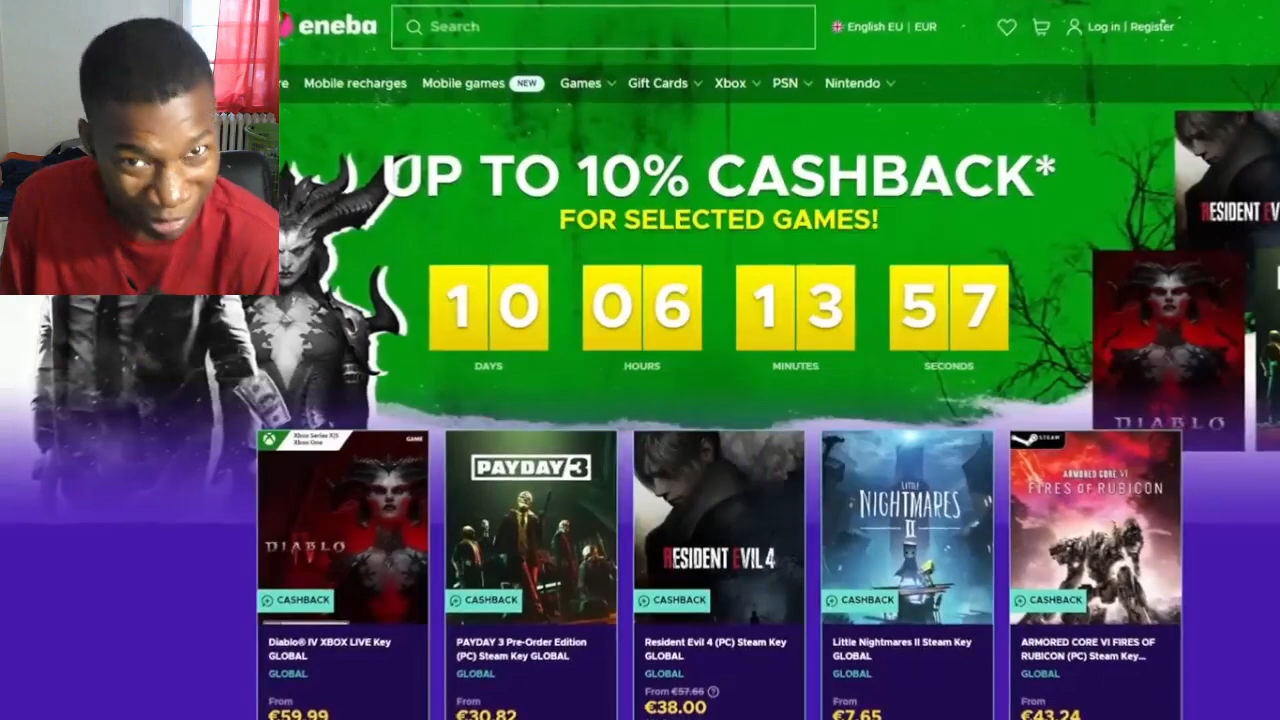 eneba
Search
English EU | EUR
Log in | Register
re
Mobile recharges
Mobile games
NEW
Games
Gift Cards
Xbox
PSN
Nintendo
UP TO 10% CASHBACK*
FOR SELECTED GAMES!
10
06
13
57
DAYS
HOURS
MINUTES
SECONDS
RESIDENT EV
DIABLO
Xbox Series X|S
Xbox One
GAME
DIABLO
CASHBACK
Diablo® IV XBOX LIVE Key
GLOBAL
GLOBAL
From
€59.99
PAYDAY 3
CASHBACK
PAYDAY 3 Pre-Order Edition
(PC) Steam Key GLOBAL
GLOBAL
From
€30.82
RESIDENT EVIL 4
CASHBACK
Resident Evil 4 (PC) Steam Key
GLOBAL
GLOBAL
From €57.66
€38.00
LITTLE
NIGHTMARES
II
CASHBACK
Little Nightmares II Steam Key
GLOBAL
GLOBAL
From
€7.65
STEAM
ARMORED CORE VI
FIRES OF RUBICON
CASHBACK
ARMORED CORE VI FIRES OF
RUBICON (PC) Steam Key...
GLOBAL
From
€43.24